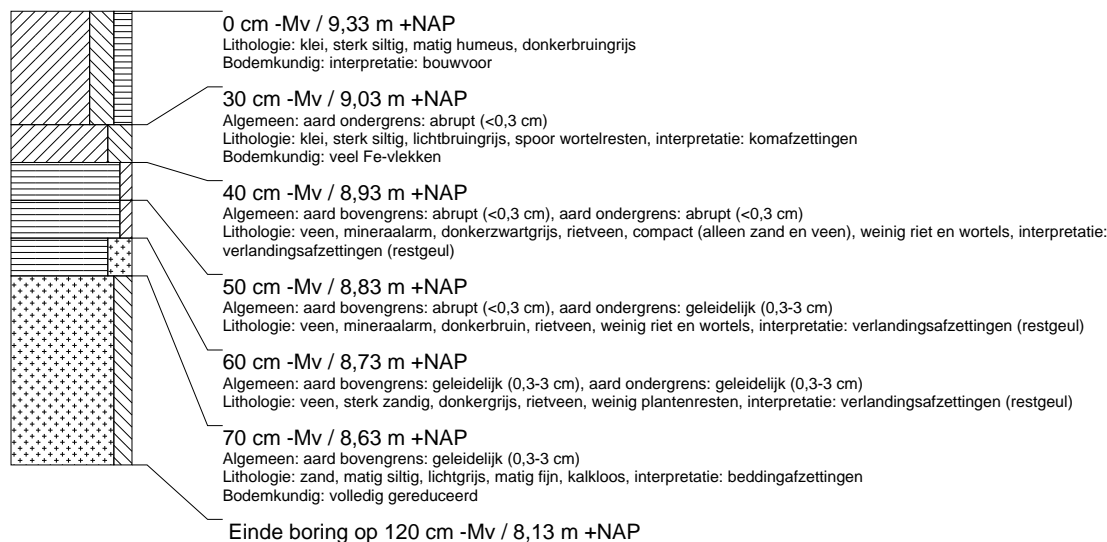 0 cm -Mv / 9,33 m +NAP
Lithologie: klei, sterk siltig, matig humeus, donkerbruingrijs
Bodemkundig: interpretatie: bouwvoor
30 cm -Mv / 9,03 m +NAP
Algemeen: aard ondergrens: abrupt (<0,3 cm)
Lithologie: klei, sterk siltig, lichtbruingrijs, spoor wortelresten, interpretatie: komafzettingen
Bodemkundig: veel Fe-vlekken
40 cm -Mv / 8,93 m +NAP
Algemeen: aard bovengrens: abrupt (<0,3 cm), aard ondergrens: abrupt (<0,3 cm)
Lithologie: veen, mineraalarm, donkerzwartgrijs, rietveen, compact (alleen zand en veen), weinig riet en wortels, interpretatie:
verlandingsafzettingen (restgeul)
50 cm -Mv / 8,83 m +NAP
Algemeen: aard bovengrens: abrupt (<0,3 cm), aard ondergrens: geleidelijk (0,3-3 cm)
Lithologie: veen, mineraalarm, donkerbruin, rietveen, weinig riet en wortels, interpretatie: verlandingsafzettingen (restgeul)
60 cm -Mv / 8,73 m +NAP
Algemeen: aard bovengrens: geleidelijk (0,3-3 cm), aard ondergrens: geleidelijk (0,3-3 cm)
Lithologie: veen, sterk zandig, donkergrijs, rietveen, weinig plantenresten, interpretatie: verlandingsafzettingen (restgeul)
70 cm -Mv / 8,63 m +NAP
Algemeen: aard bovengrens: geleidelijk (0,3-3 cm)
Lithologie: zand, matig siltig, lichtgrijs, matig fijn, kalkloos, interpretatie: beddingafzettingen
Bodemkundig: volledig gereduceerd
Einde boring op 120 cm -Mv / 8,13 m +NAP